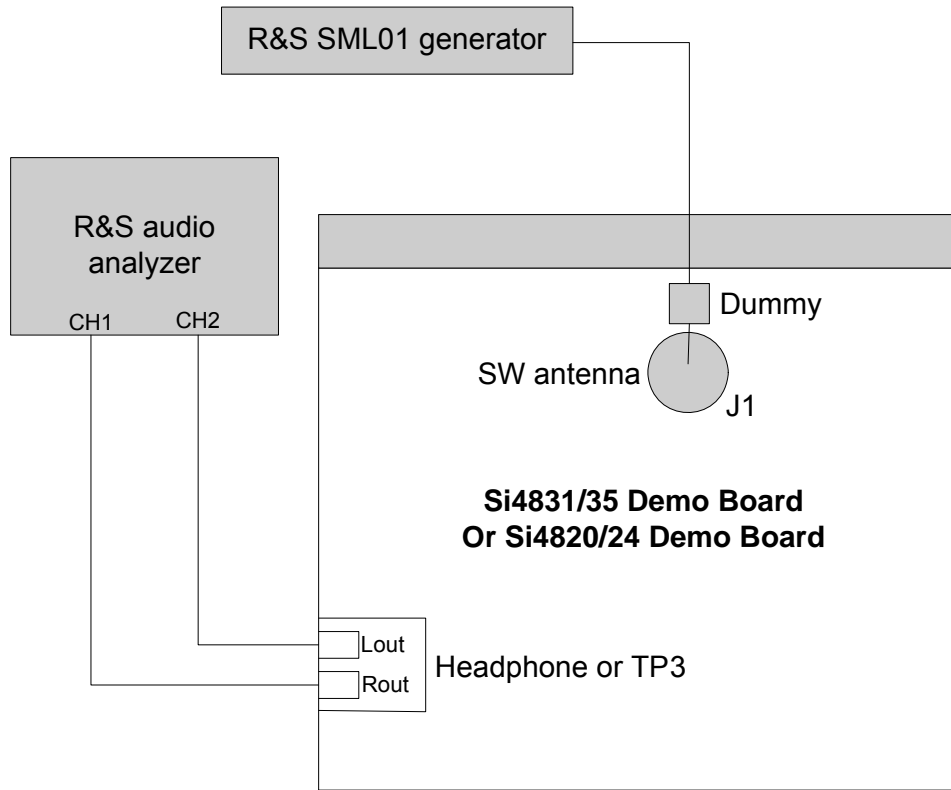 R&S SML01 generator
R&S audio
analyzer
CH1
CH2
Dummy
SW antenna
J1
Si4831/35 Demo Board
Or Si4820/24 Demo Board
Lout
Rout
Headphone or TP3